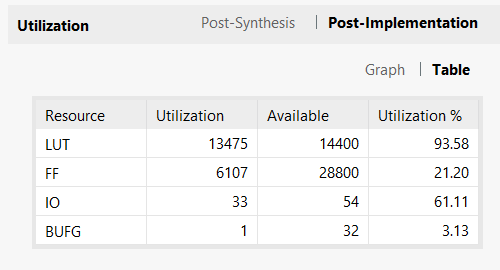 Utilization Post-Synthesis | Post-Implementation
Graph | Table
Resource Utilization Available Utilization %
LUT 13475 14400 93.58
FF 6107 28800 21.20
IO 33 54 61.11
BUFG 1 32 3.13